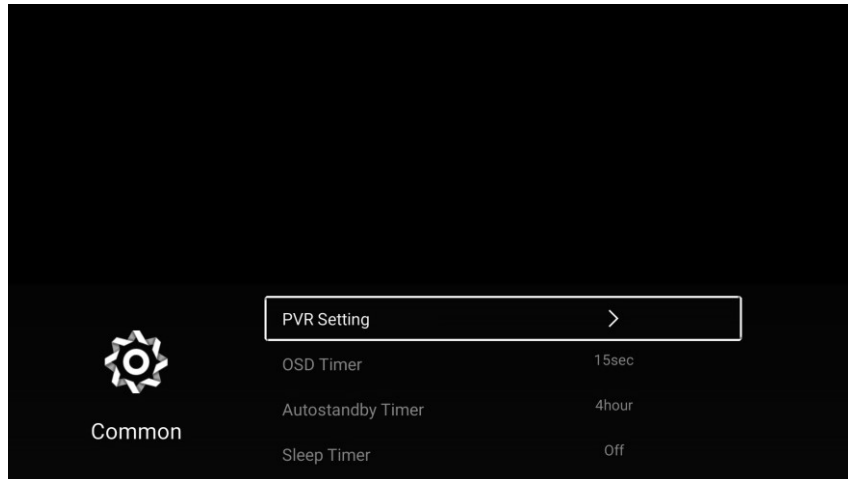 PVR Setting
OSD Timer 15sec
Autostandby Timer 4hour
Common
Sleep Timer Off